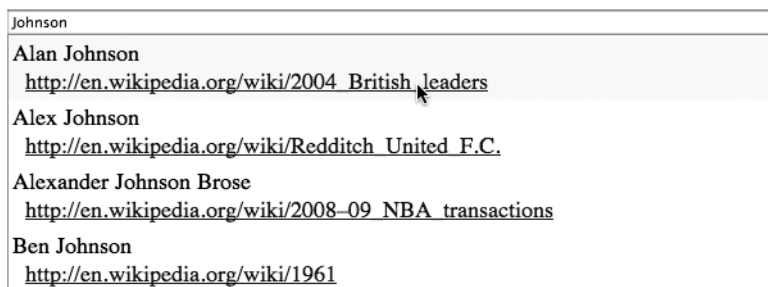 Johnson
Alan Johnson
http://en.wikipedia.org/wiki/2004_British_leaders
Alex Johnson
http://en.wikipedia.org/wiki/Redditch_United_F.C.
Alexander Johnson Brose
http://en.wikipedia.org/wiki/2008–09_NBA_transactions
Ben Johnson
http://en.wikipedia.org/wiki/1961